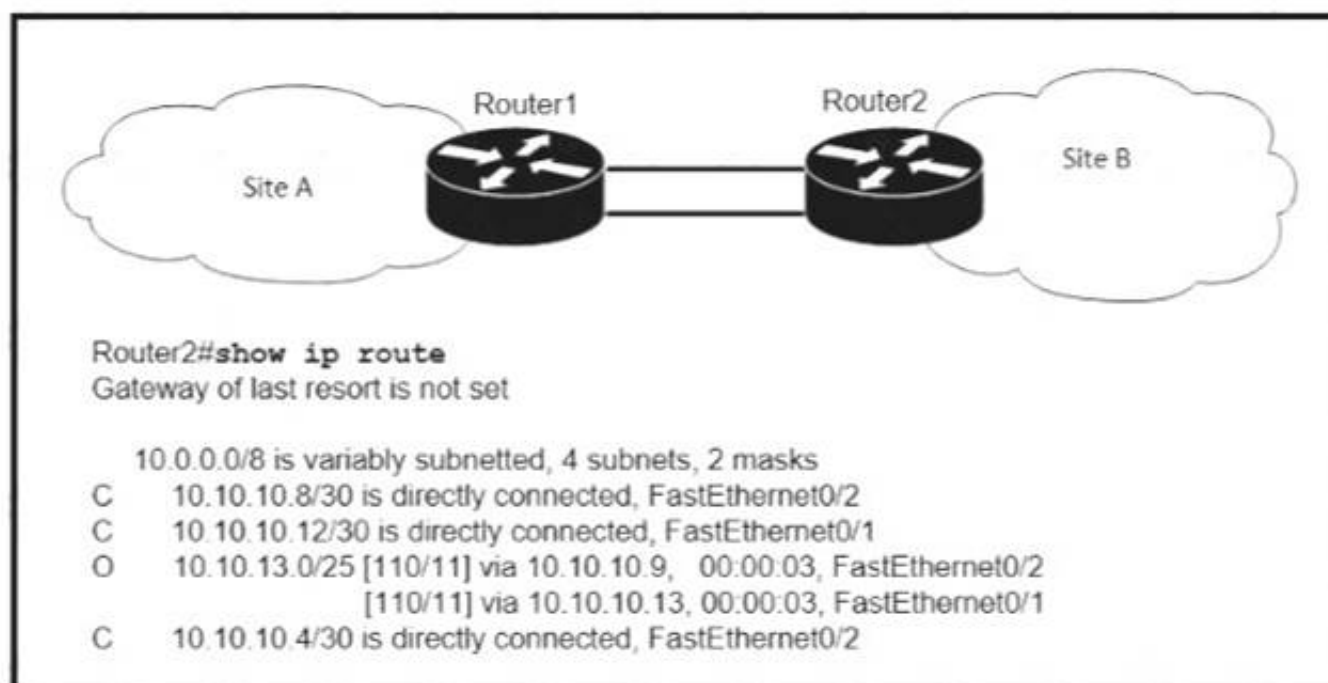 Router1
Router2
Site A
Site B
Router2#show ip route
Gateway of last resort is not set
10.0.0.0/8 is variably subnetted, 4 subnets, 2 masks
C 10.10.10.8/30 is directly connected, FastEthernet0/2
C 10.10.10.12/30 is directly connected, FastEthernet0/1
O 10.10.13.0/25 [110/11] via 10.10.10.9, 00:00:03, FastEthernet0/2
[110/11] via 10.10.10.13, 00:00:03, FastEthernet0/1
C 10.10.10.4/30 is directly connected, FastEthernet0/2